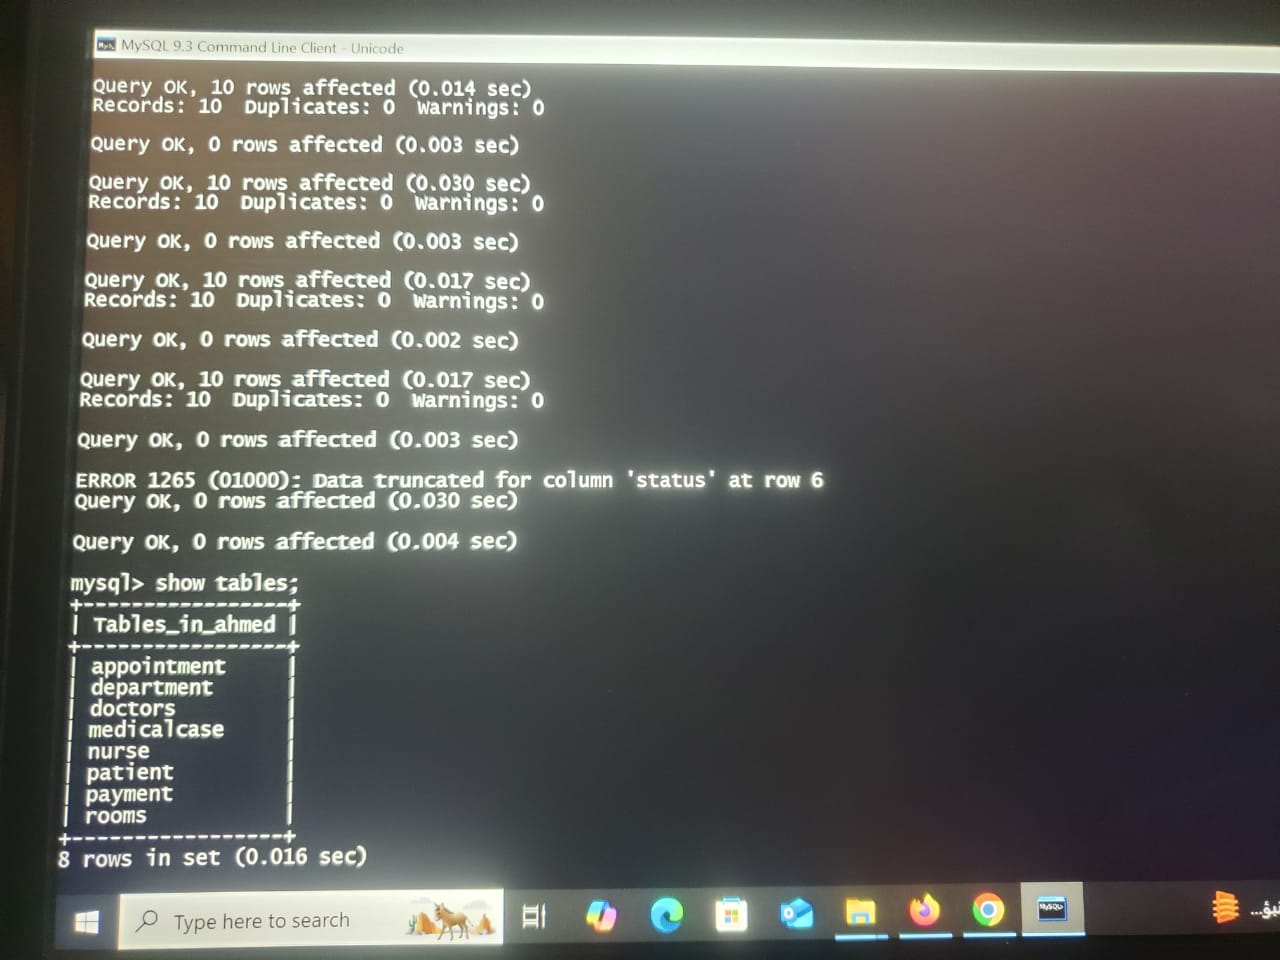 MySQL 9.3 Command Line Client - Unicode
Query OK, 10 rows affected (0.014 sec)
Records: 10  Duplicates: 0  Warnings: 0
Query OK, 0 rows affected (0.003 sec)
Query OK, 10 rows affected (0.030 sec)
Records: 10  Duplicates: 0  Warnings: 0
Query OK, 0 rows affected (0.003 sec)
Query OK, 10 rows affected (0.017 sec)
Records: 10  Duplicates: 0  Warnings: 0
Query OK, 0 rows affected (0.002 sec)
Query OK, 10 rows affected (0.017 sec)
Records: 10  Duplicates: 0  Warnings: 0
Query OK, 0 rows affected (0.003 sec)
ERROR 1265 (01000): Data truncated for column 'status' at row 6
Query OK, 0 rows affected (0.030 sec)
Query OK, 0 rows affected (0.004 sec)
mysql> show tables;
+-----------------+
| Tables_in_ahmed |
+-----------------+
| appointment     |
| department      |
| doctors         |
| medicalcase     |
| nurse           |
| patient         |
| payment         |
| rooms           |
+-----------------+
8 rows in set (0.016 sec)
Type here to search